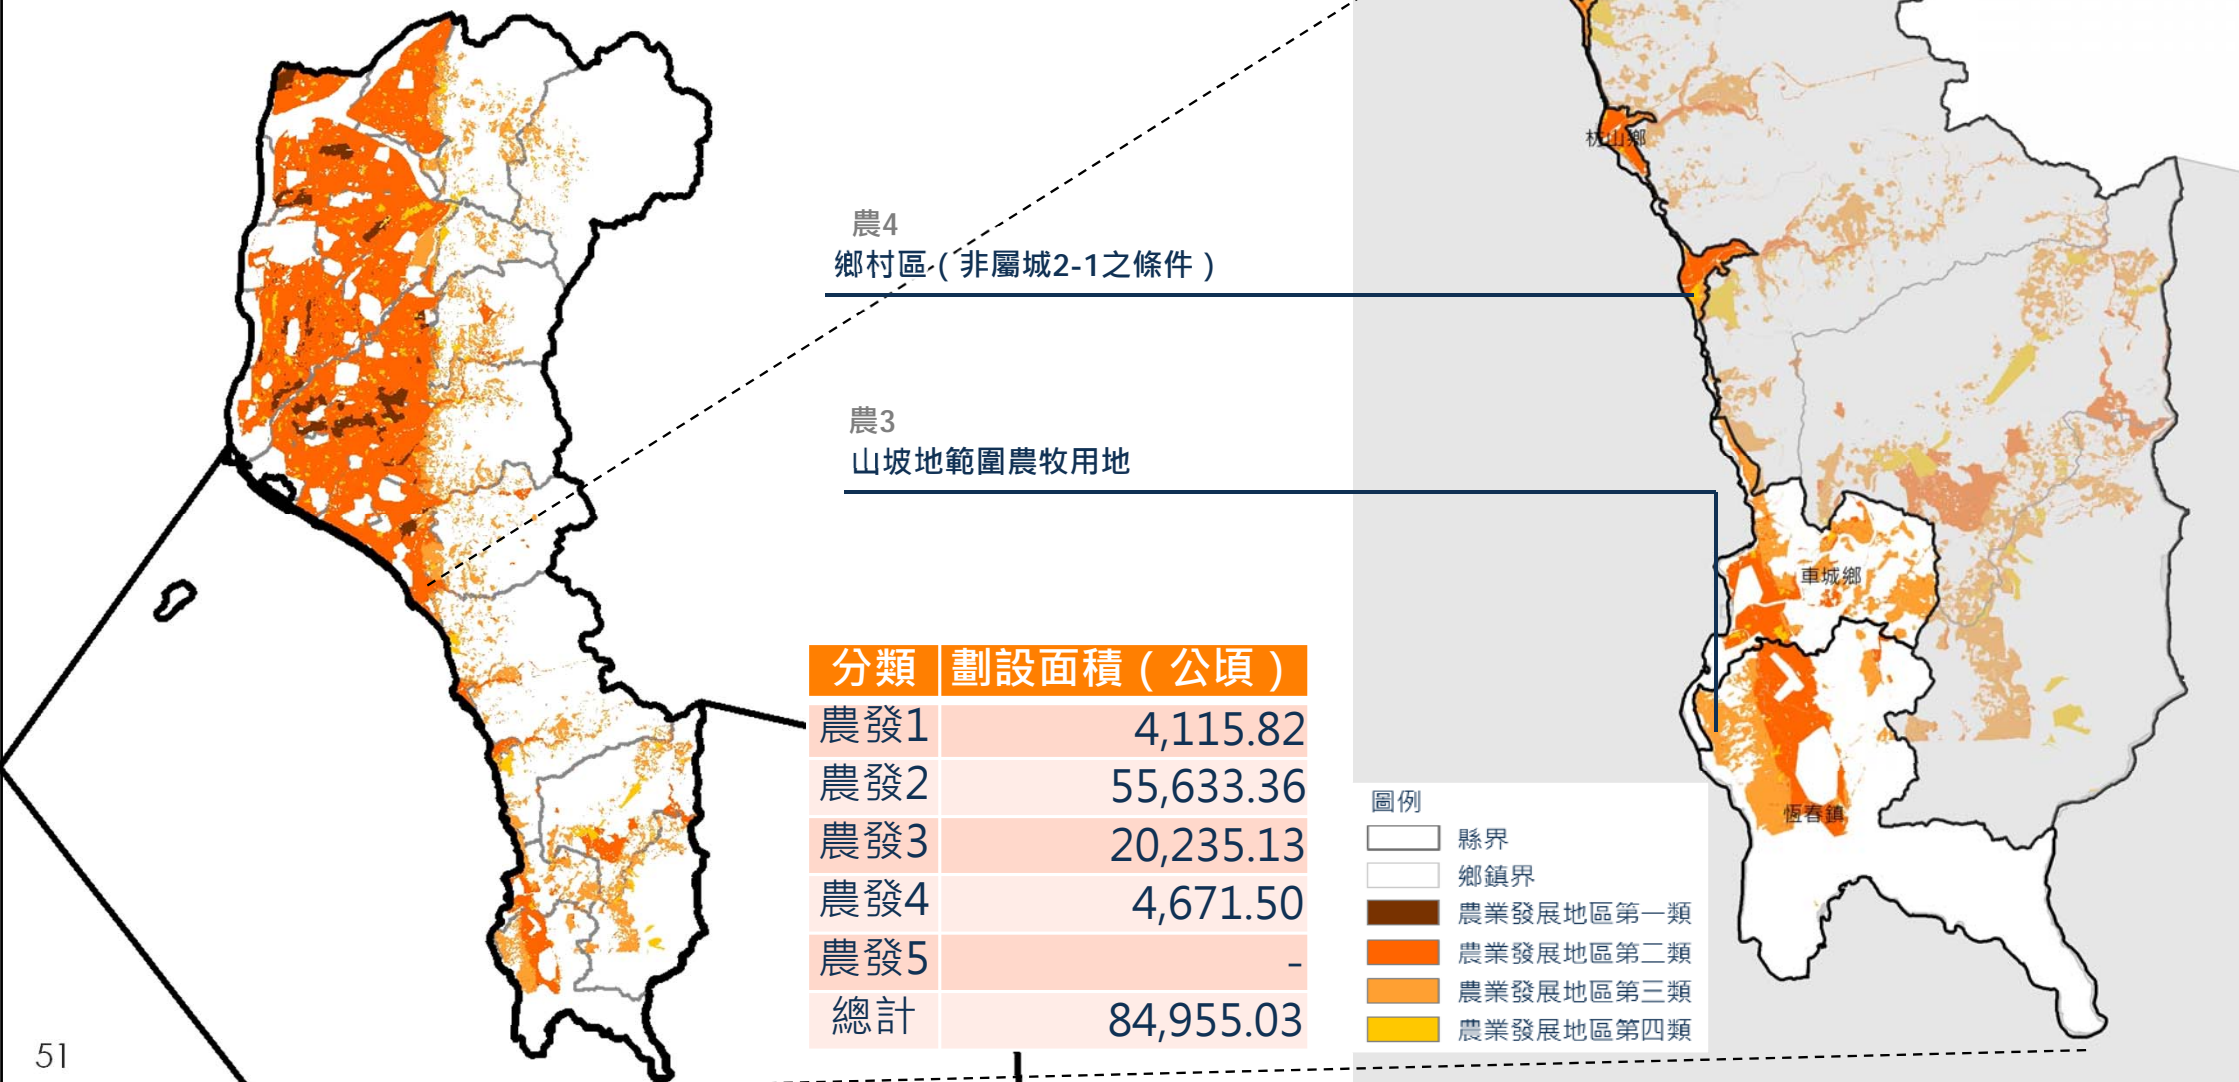 枋山鄉
農4
鄉村區（非屬城2-1之條件）
農3
山坡地範圍農牧用地
車城鄉
恆春鎮
分類 劃設面積（公頃）
農發1 4,115.82
農發2 55,633.36
農發3 20,235.13
農發4 4,671.50
農發5 -
總計 84,955.03
圖例
縣界
鄉鎮界
農業發展地區第一類
農業發展地區第二類
農業發展地區第三類
農業發展地區第四類
51